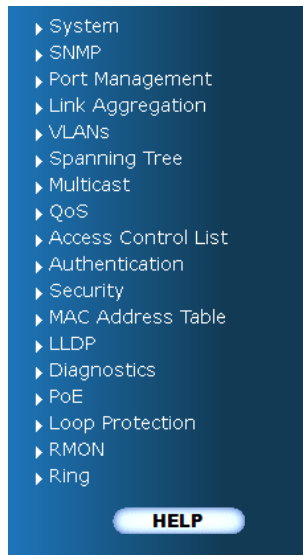 System
SNMP
Port Management
Link Aggregation
VLANs
Spanning Tree
Multicast
QoS
Access Control List
Authentication
Security
MAC Address Table
LLDP
Diagnostics
PoE
Loop Protection
RMON
Ring
HELP